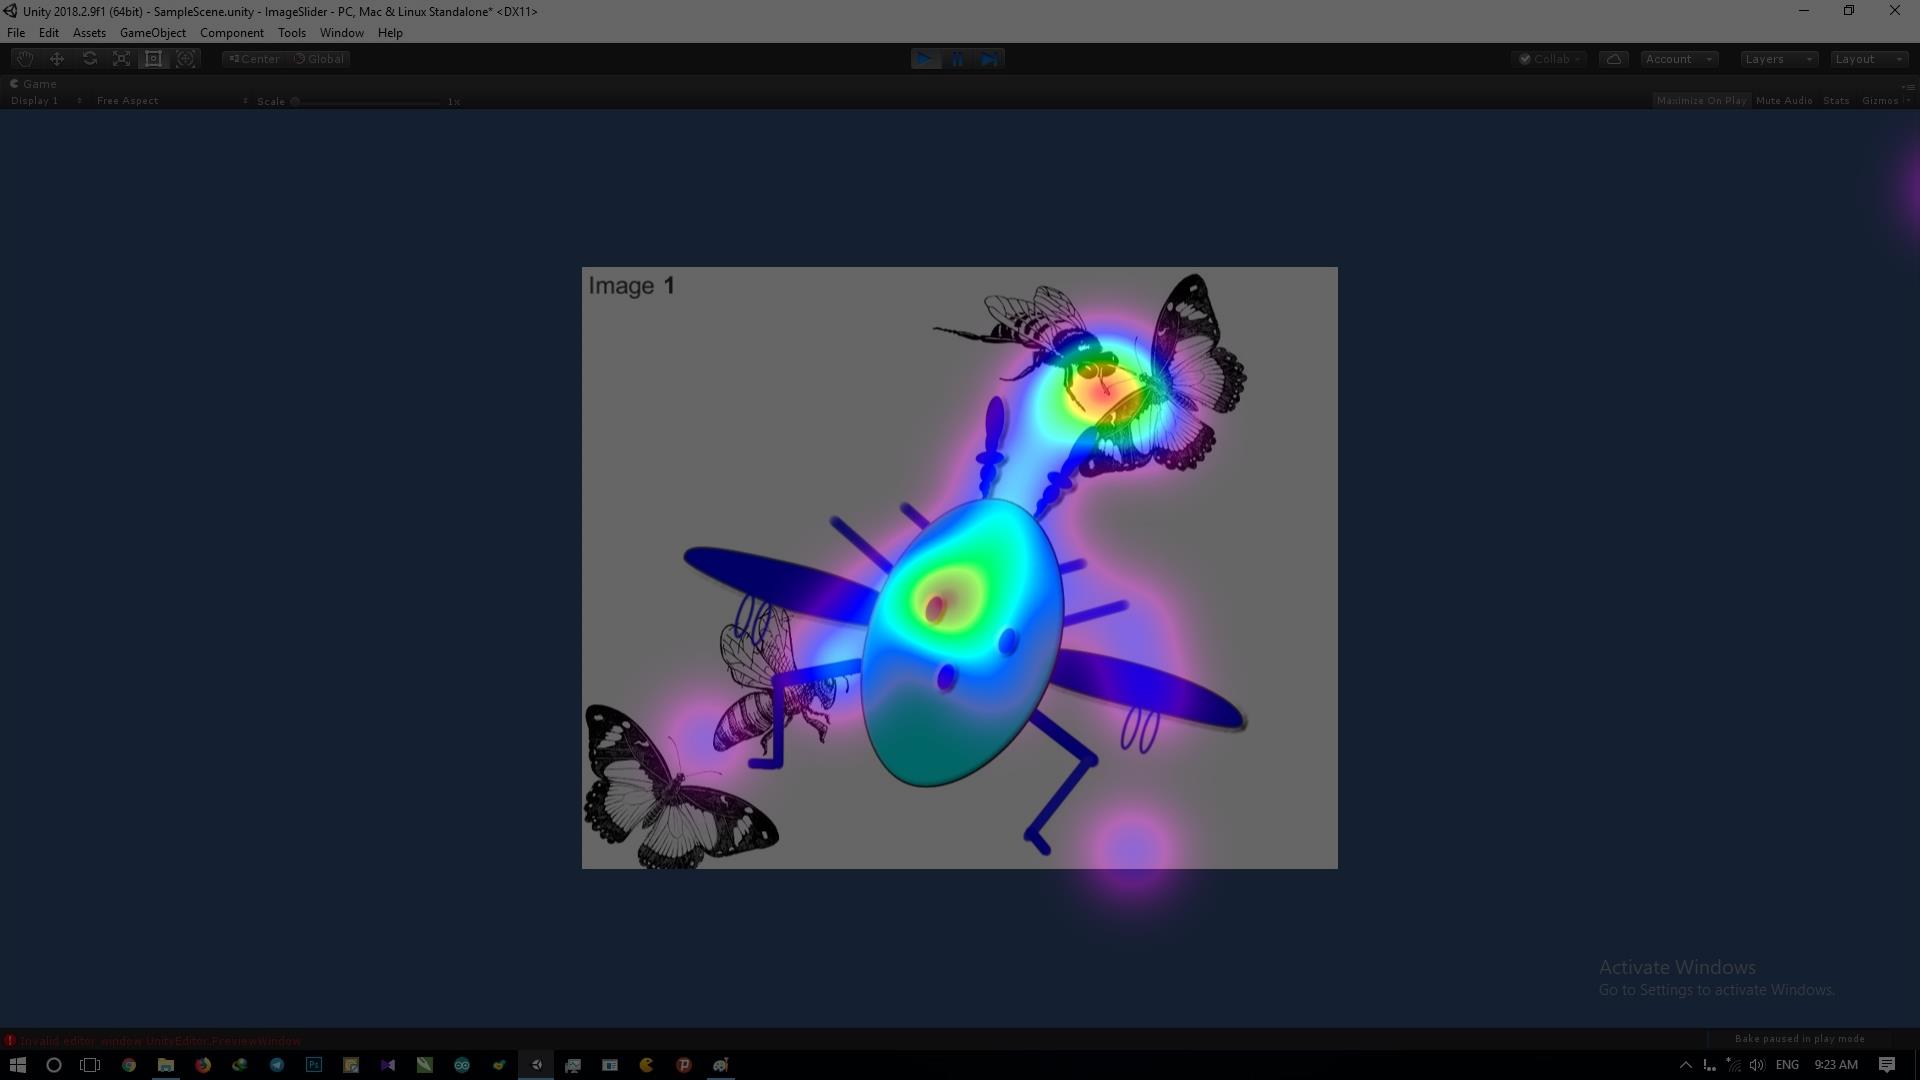 Unity 2018.2.9f1 (64bit) - SampleScene.unity - ImageSlider - PC, Mac & Linux Standalone* <DX11>
File Edit Assets GameObject Component Tools Window Help
Center Global Collab Account Layers Layout
Game
Display 1 Free Aspect Scale 1x Maximize On Play Mute Audio Stats Gizmos
Image 1
Activate Windows
Go to Settings to activate Windows.
Invalid editor window UnityEditor.PreviewWindow Bake paused in play mode
Ps ENG 9:23 AM